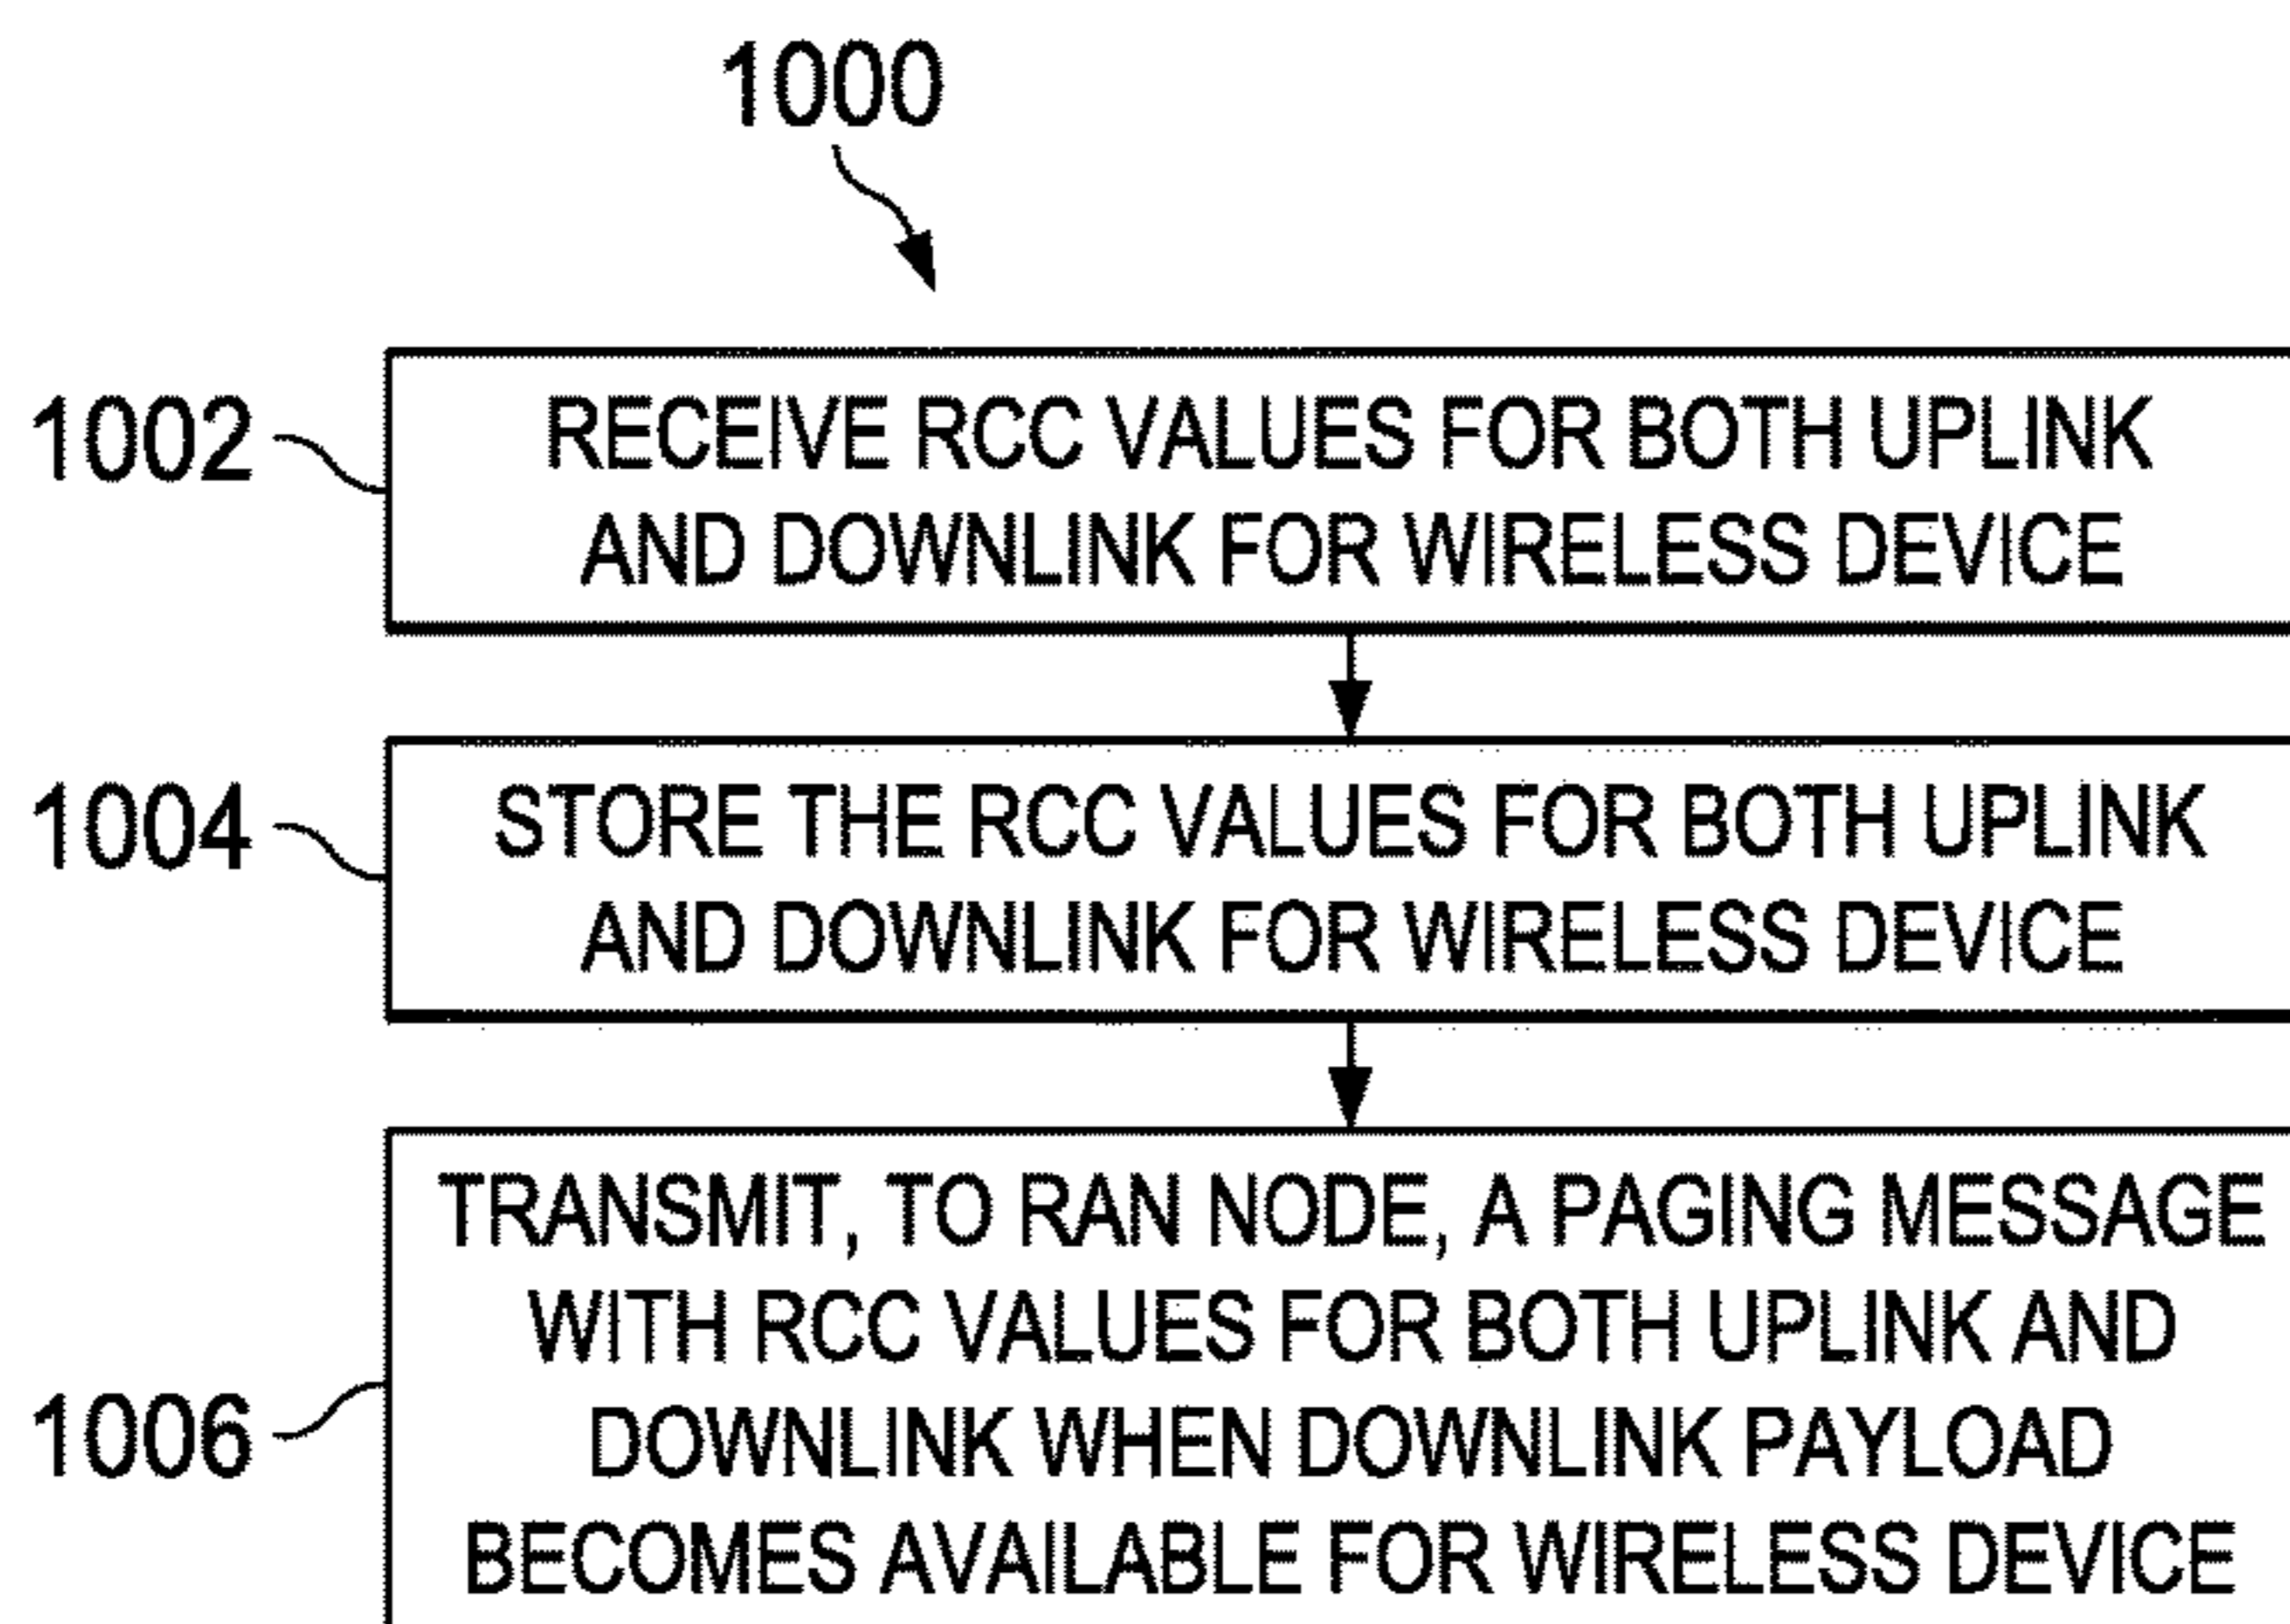 1000
1002
RECEIVE RCC VALUES FOR BOTH UPLINK
AND DOWNLINK FOR WIRELESS DEVICE
1004
STORE THE RCC VALUES FOR BOTH UPLINK
AND DOWNLINK FOR WIRELESS DEVICE
1006
TRANSMIT, TO RAN NODE, A PAGING MESSAGE
WITH RCC VALUES FOR BOTH UPLINK AND
DOWNLINK WHEN DOWNLINK PAYLOAD
BECOMES AVAILABLE FOR WIRELESS DEVICE